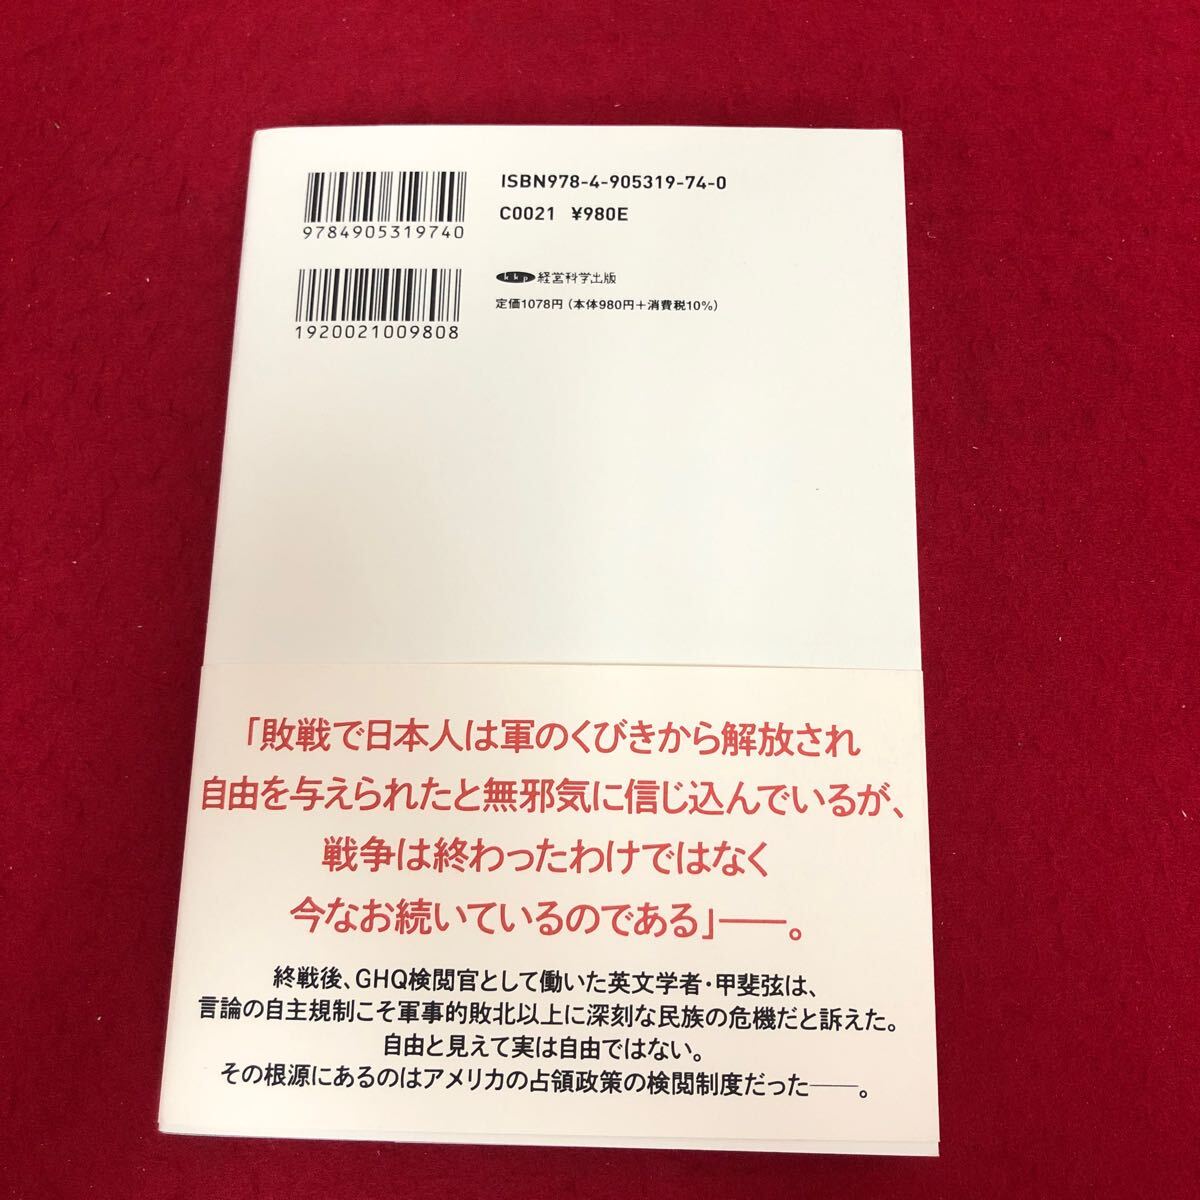 ISBN978-4-905319-74-0
9784905319740
C0021 ¥980E
kkp 経営科学出版
定価1078円(本体980円+消費税10%)
1920021009808
「敗戦で日本人は軍のくびきから解放され
自由を与えられたと無邪気に信じ込んでいるが、
戦争は終わったわけではなく
今なお続いているのである」――。
終戦後、GHQ検閲官として働いた英文学者・甲斐弦は、
言論の自主規制こそ軍事的敗北以上に深刻な民族の危機だと訴えた。
自由と見えて実は自由ではない。
その根源にあるのはアメリカの占領政策の検閲制度だった――。